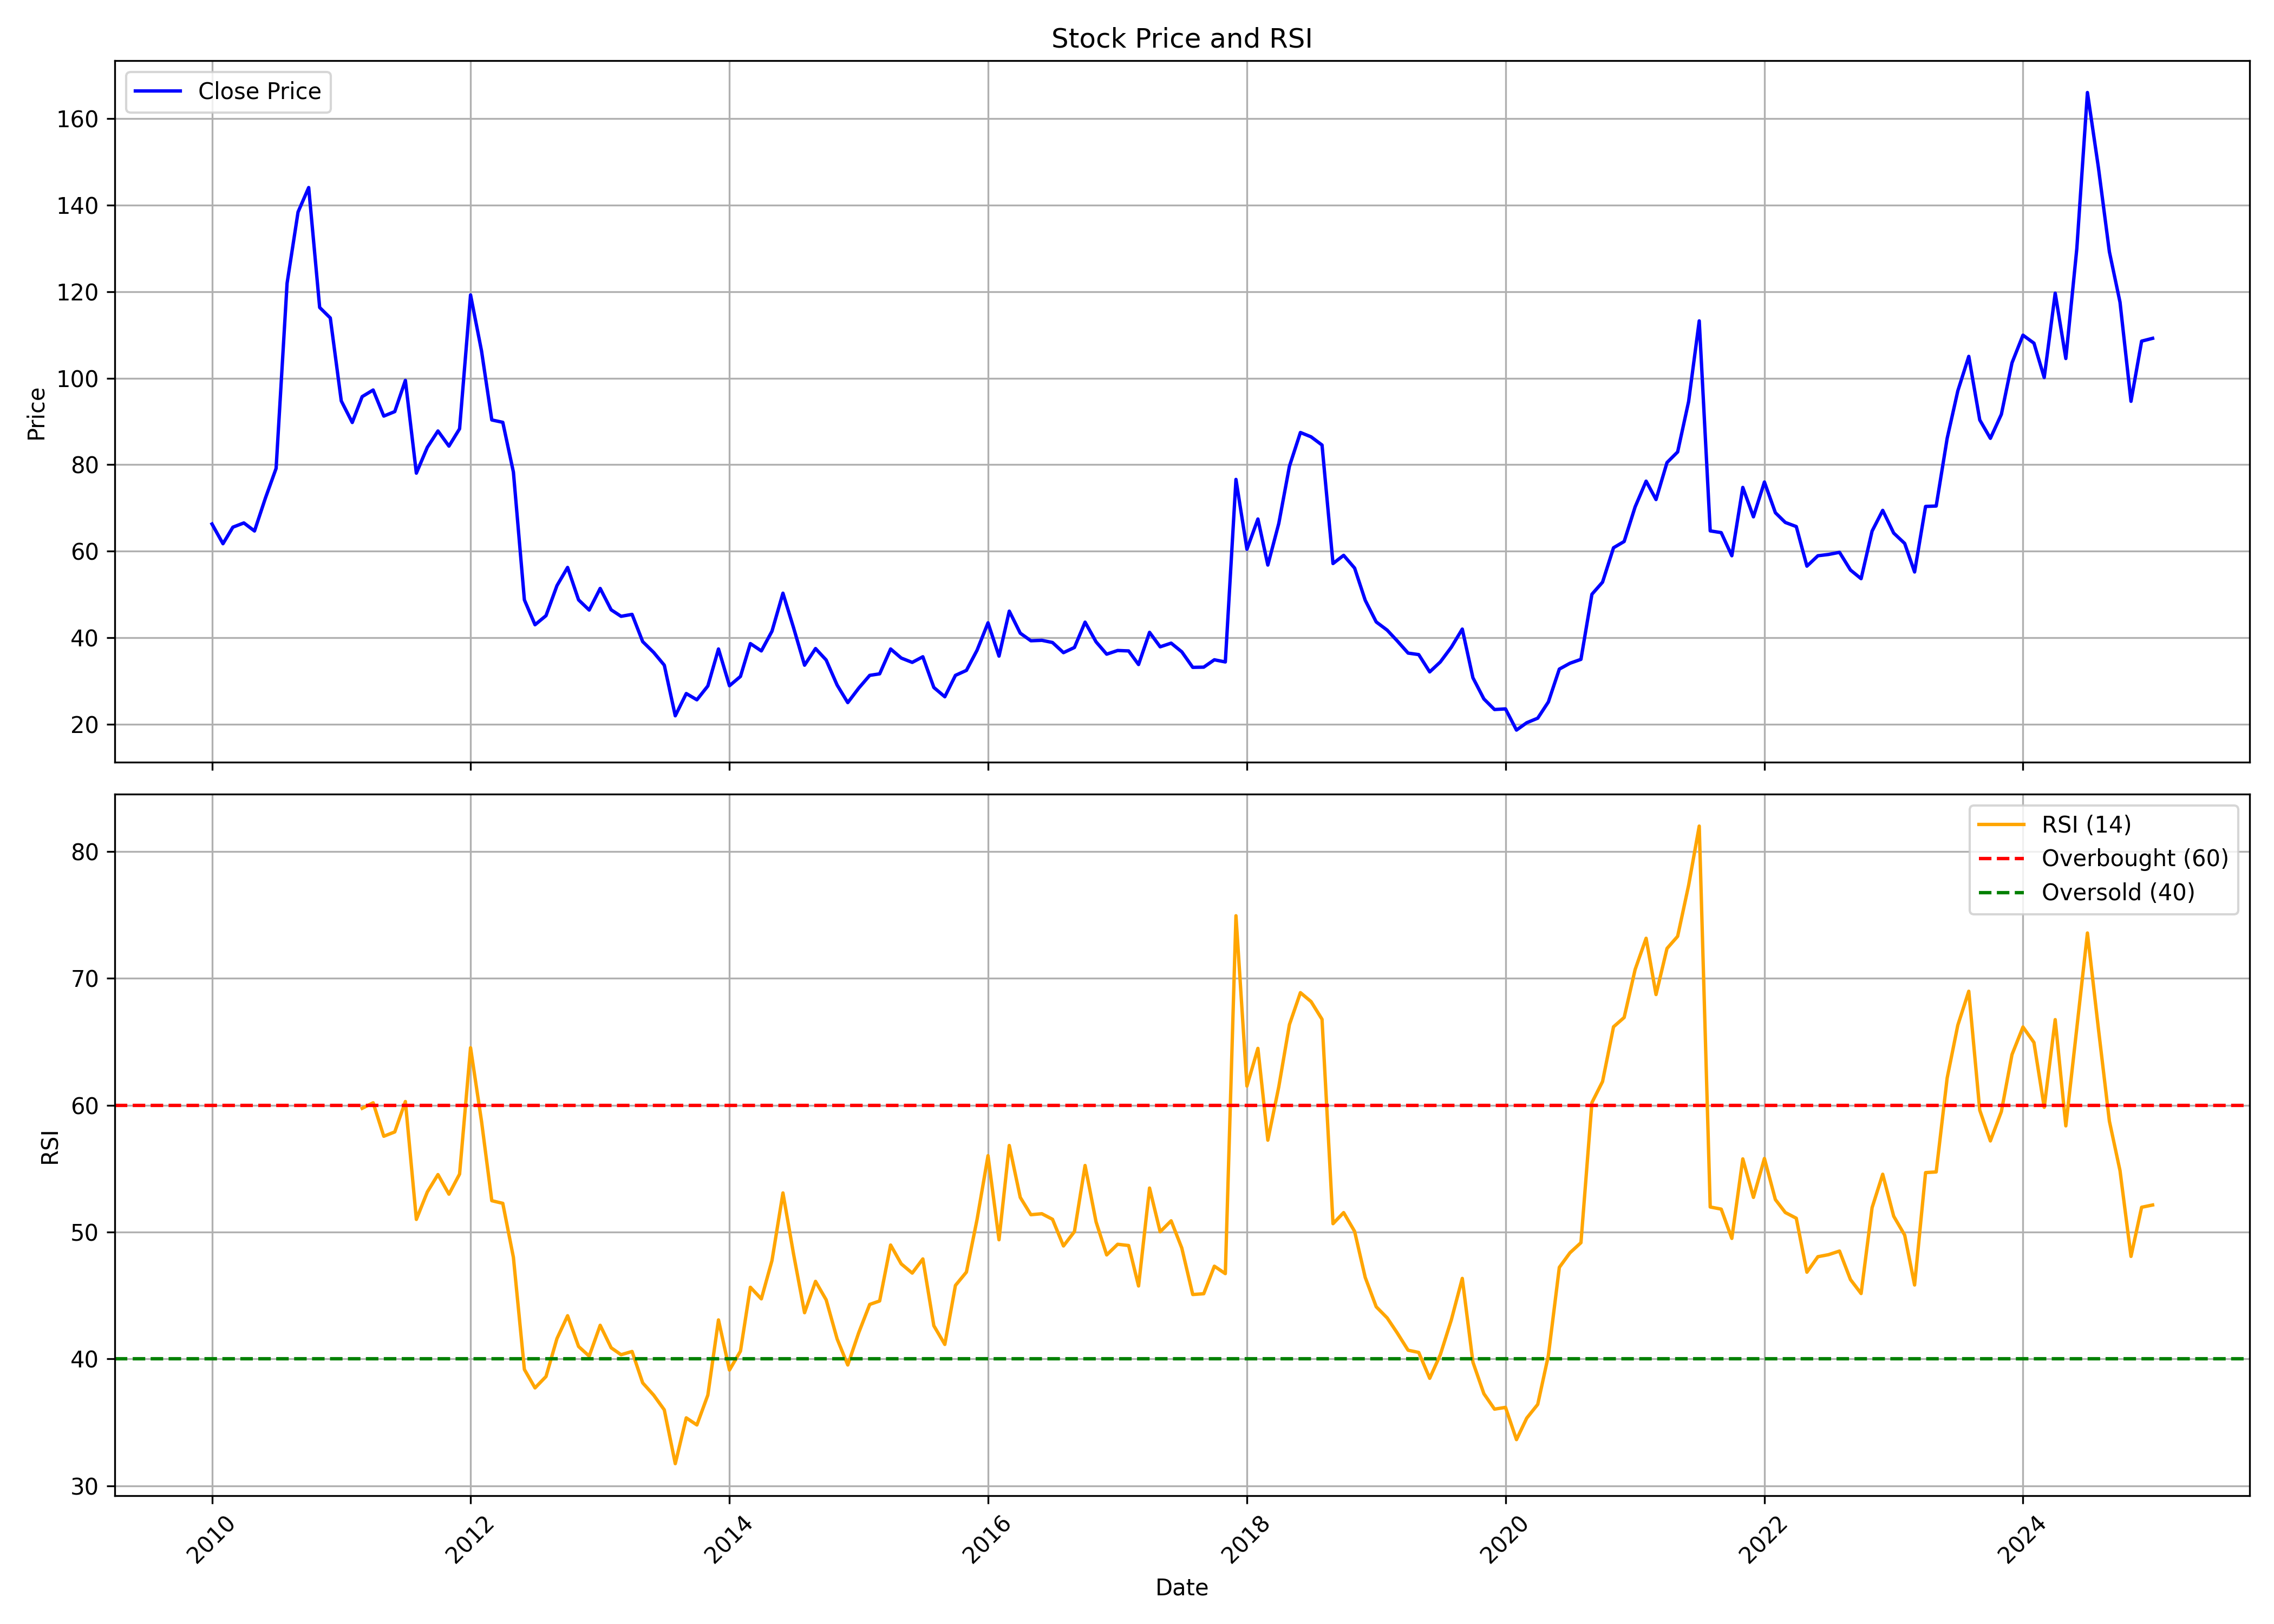 Stock Price and RSI
Close Price
Price
160
140
120
100
80
60
40
20
RSI (14)
Overbought (60)
Oversold (40)
RSI
80
70
60
50
40
30
2010
2012
2014
2016
2018
2020
2022
2024
Date